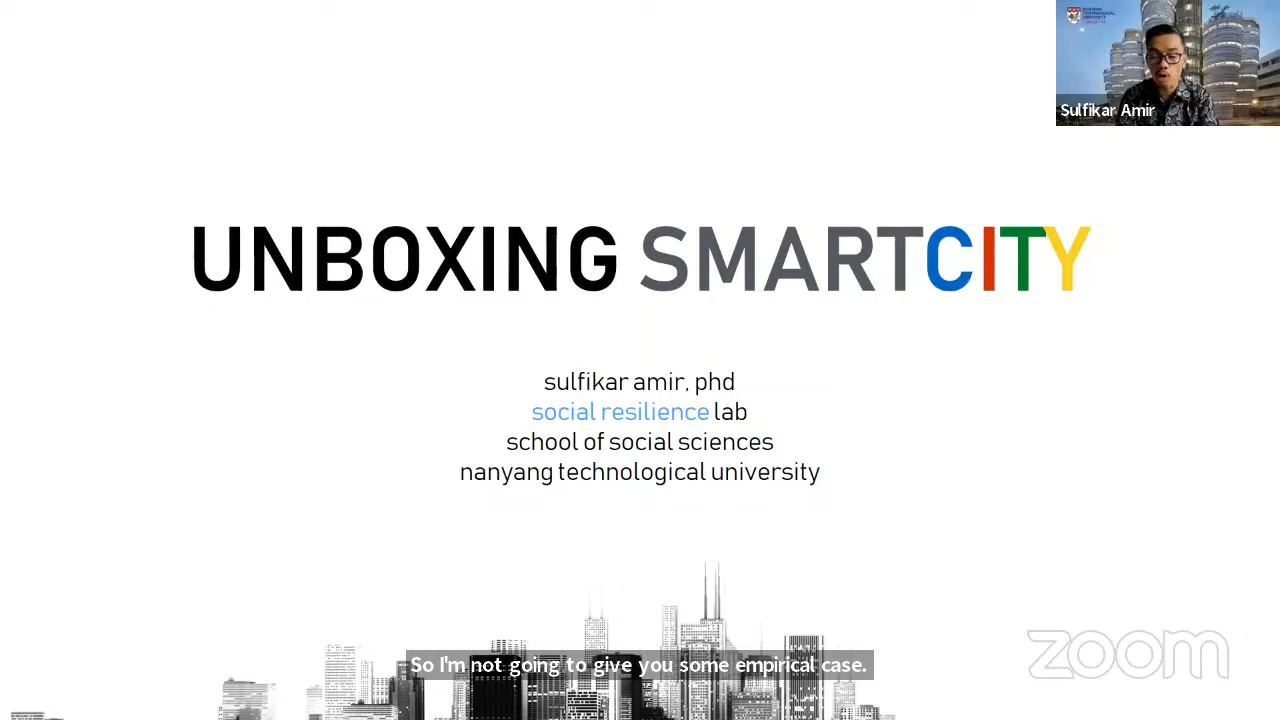 Sulfikar Amir
UNBOXING SMARTCITY
sulfikar amir, phd
social resilience lab
school of social sciences
nanyang technological university
So I'm not going to give you some empirical case.
zoom